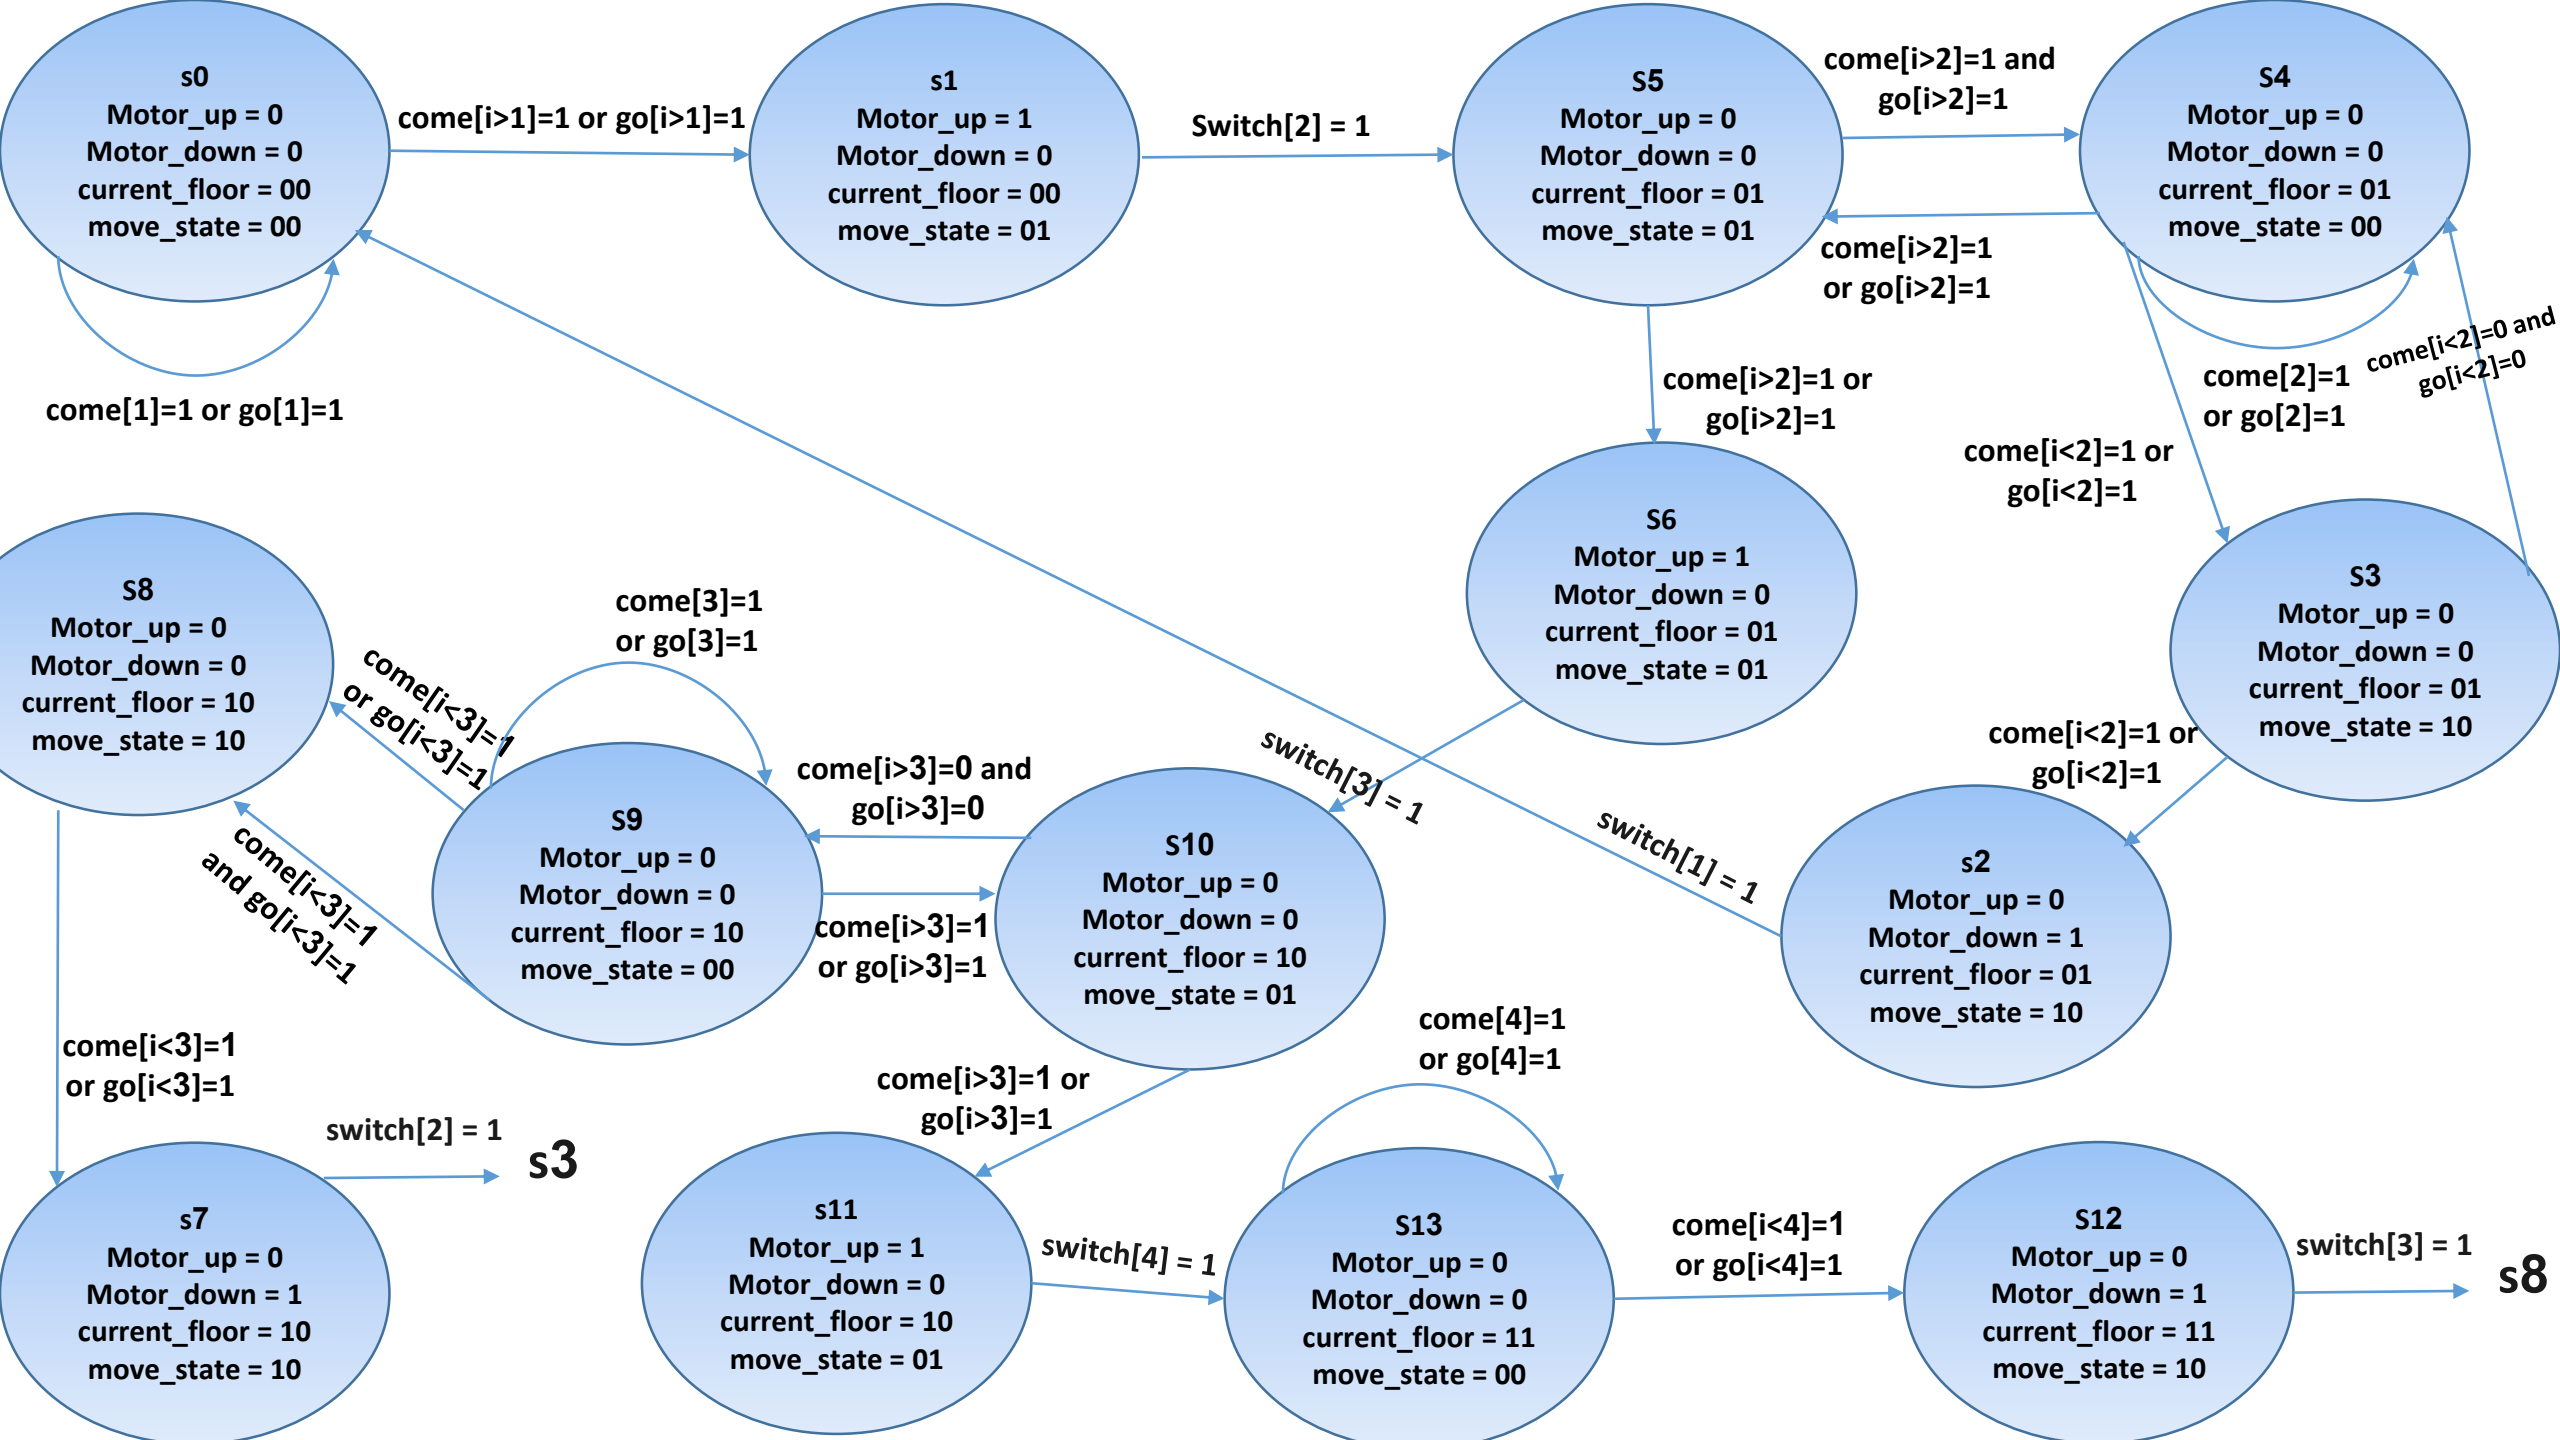 s0
Motor_up = 0
Motor_down = 0
current_floor = 00
move_state = 00
come[i>1]=1 or go[i>1]=1
come[1]=1 or go[1]=1
s1
Motor_up = 1
Motor_down = 0
current_floor = 00
move_state = 01
Switch[2] = 1
S5
Motor_up = 0
Motor_down = 0
current_floor = 01
move_state = 01
come[i>2]=1 and
go[i>2]=1
come[i>2]=1
or go[i>2]=1
S4
Motor_up = 0
Motor_down = 0
current_floor = 01
move_state = 00
come[i>2]=1 or
go[i>2]=1
come[2]=1
or go[2]=1
come[i<2]=0 and
go[i<2]=0
come[i<2]=1 or
go[i<2]=1
S6
Motor_up = 1
Motor_down = 0
current_floor = 01
move_state = 01
S3
Motor_up = 0
Motor_down = 0
current_floor = 01
move_state = 10
S8
Motor_up = 0
Motor_down = 0
current_floor = 10
move_state = 10
come[i<3]=1
or go[i<3]=1
come[3]=1
or go[3]=1
come[i<3]=1
and go[i<3]=1
S9
Motor_up = 0
Motor_down = 0
current_floor = 10
move_state = 00
come[i>3]=0 and
go[i>3]=0
come[i>3]=1
or go[i>3]=1
switch[3] = 1
S10
Motor_up = 0
Motor_down = 0
current_floor = 10
move_state = 01
switch[1] = 1
come[i<2]=1 or
go[i<2]=1
s2
Motor_up = 0
Motor_down = 1
current_floor = 01
move_state = 10
come[i<3]=1
or go[i<3]=1
come[i>3]=1 or
go[i>3]=1
come[4]=1
or go[4]=1
s7
Motor_up = 0
Motor_down = 1
current_floor = 10
move_state = 10
switch[2] = 1
s3
s11
Motor_up = 1
Motor_down = 0
current_floor = 10
move_state = 01
switch[4] = 1
S13
Motor_up = 0
Motor_down = 0
current_floor = 11
move_state = 00
come[i<4]=1
or go[i<4]=1
S12
Motor_up = 0
Motor_down = 1
current_floor = 11
move_state = 10
switch[3] = 1
s8